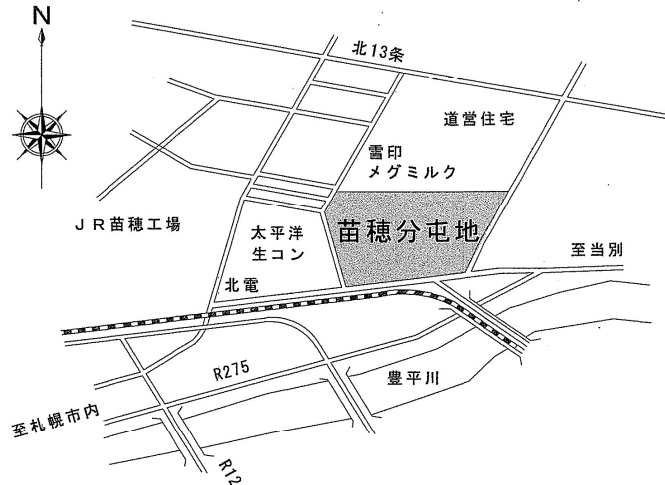 N
北13条
道営住宅
雪印
メグミルク
JR苗穂工場
太平洋
生コン
苗穂分屯地
至当別
北電
R275
豊平川
至札幌市内
R12